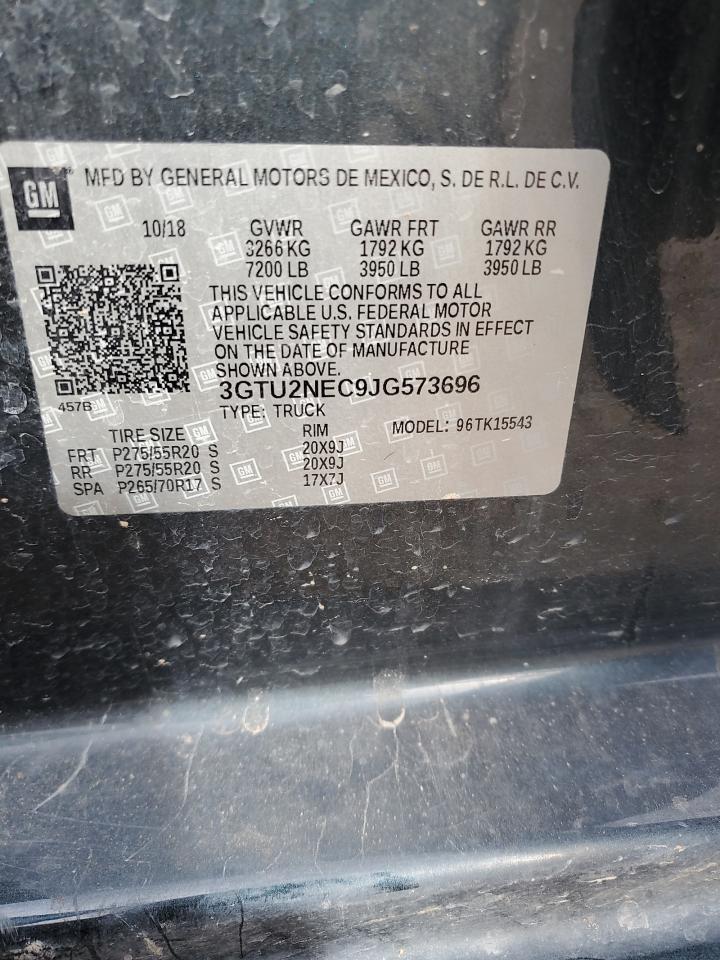 GM MFD BY GENERAL MOTORS DE MEXICO, S. DE R.L. DE C.V.
10/18 GVWR GAWR FRT GAWR RR
3266 KG 1792 KG 1792 KG
7200 LB 3950 LB 3950 LB
THIS VEHICLE CONFORMS TO ALL
APPLICABLE U.S. FEDERAL MOTOR
VEHICLE SAFETY STANDARDS IN EFFECT
ON THE DATE OF MANUFACTURE
SHOWN ABOVE.
3GTU2NEC9JG573696
457B TYPE: TRUCK
TIRE SIZE RIM MODEL: 96TK15543
FRT P275/55R20 S 20X9J
RR P275/55R20 S 20X9J
SPA P265/70R17 S 17X7J